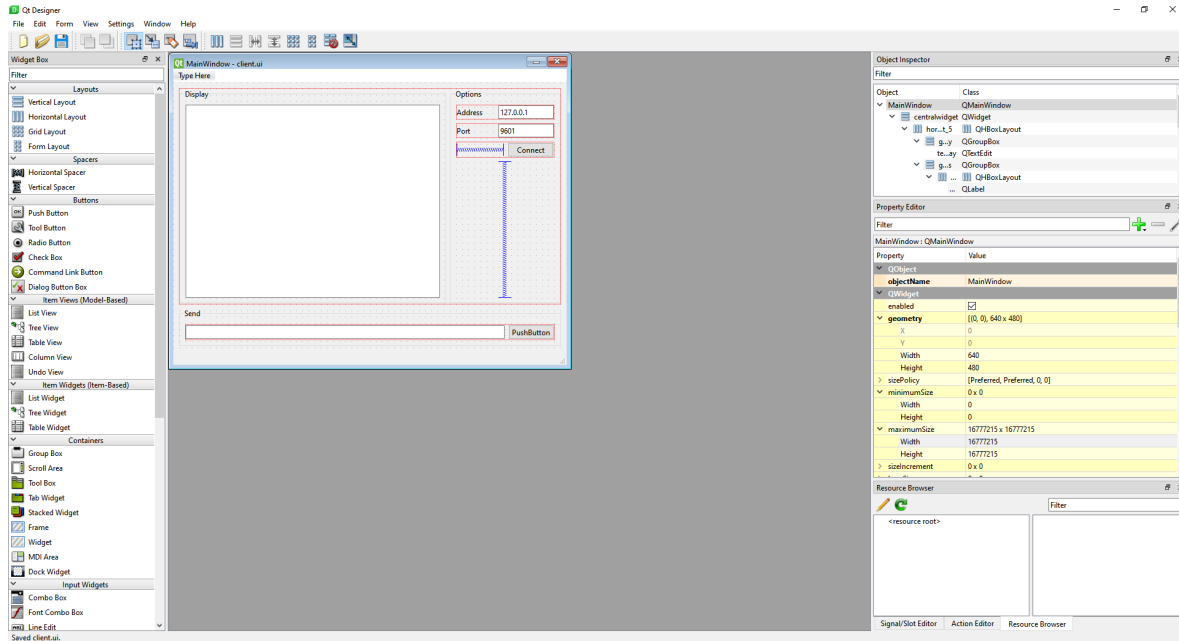 Qt Designer
File Edit Form View Settings Window Help
Widget Box
Filter
Layouts
Vertical Layout
Horizontal Layout
Grid Layout
Form Layout
Spacers
Horizontal Spacer
Vertical Spacer
Buttons
Push Button
Tool Button
Radio Button
Check Box
Command Link Button
Dialog Button Box
Item Views (Model-Based)
List View
Tree View
Table View
Column View
Undo View
Item Widgets (Item-Based)
List Widget
Tree Widget
Table Widget
Containers
Group Box
Scroll Area
Tool Box
Tab Widget
Stacked Widget
Frame
Widget
MDI Area
Dock Widget
Input Widgets
Combo Box
Font Combo Box
Line Edit
Saved client.ui.
MainWindow - client.ui
Type Here
Display
Options
Address 127.0.0.1
Port 9601
Connect
Send
PushButton
Object Inspector
Filter
Object Class
MainWindow QMainWindow
centralwidget QWidget
hor...t_5 QHBoxLayout
g...y QGroupBox
te...ay QTextEdit
g...s QGroupBox
... QHBoxLayout
... QLabel
Property Editor
Filter
MainWindow : QMainWindow
Property Value
QObject
objectName MainWindow
QWidget
enabled
geometry [(0, 0), 640 x 480]
X 0
Y 0
Width 640
Height 480
sizePolicy [Preferred, Preferred, 0, 0]
minimumSize 0 x 0
Width 0
Height 0
maximumSize 16777215 x 16777215
Width 16777215
Height 16777215
sizeIncrement 0 x 0
Resource Browser
Filter
<resource root>
Signal/Slot Editor Action Editor Resource Browser